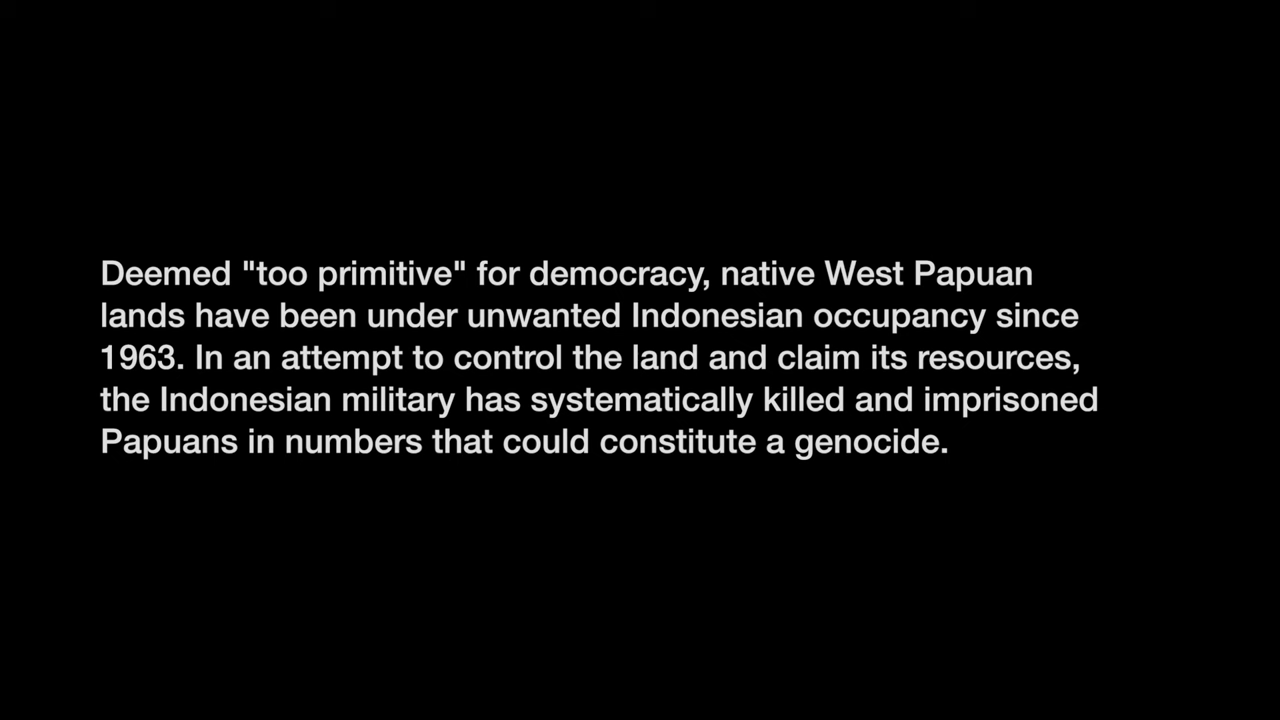 Deemed "too primitive" for democracy, native West Papuan
lands have been under unwanted Indonesian occupancy since
1963. In an attempt to control the land and claim its resources,
the Indonesian military has systematically killed and imprisoned
Papuans in numbers that could constitute a genocide.